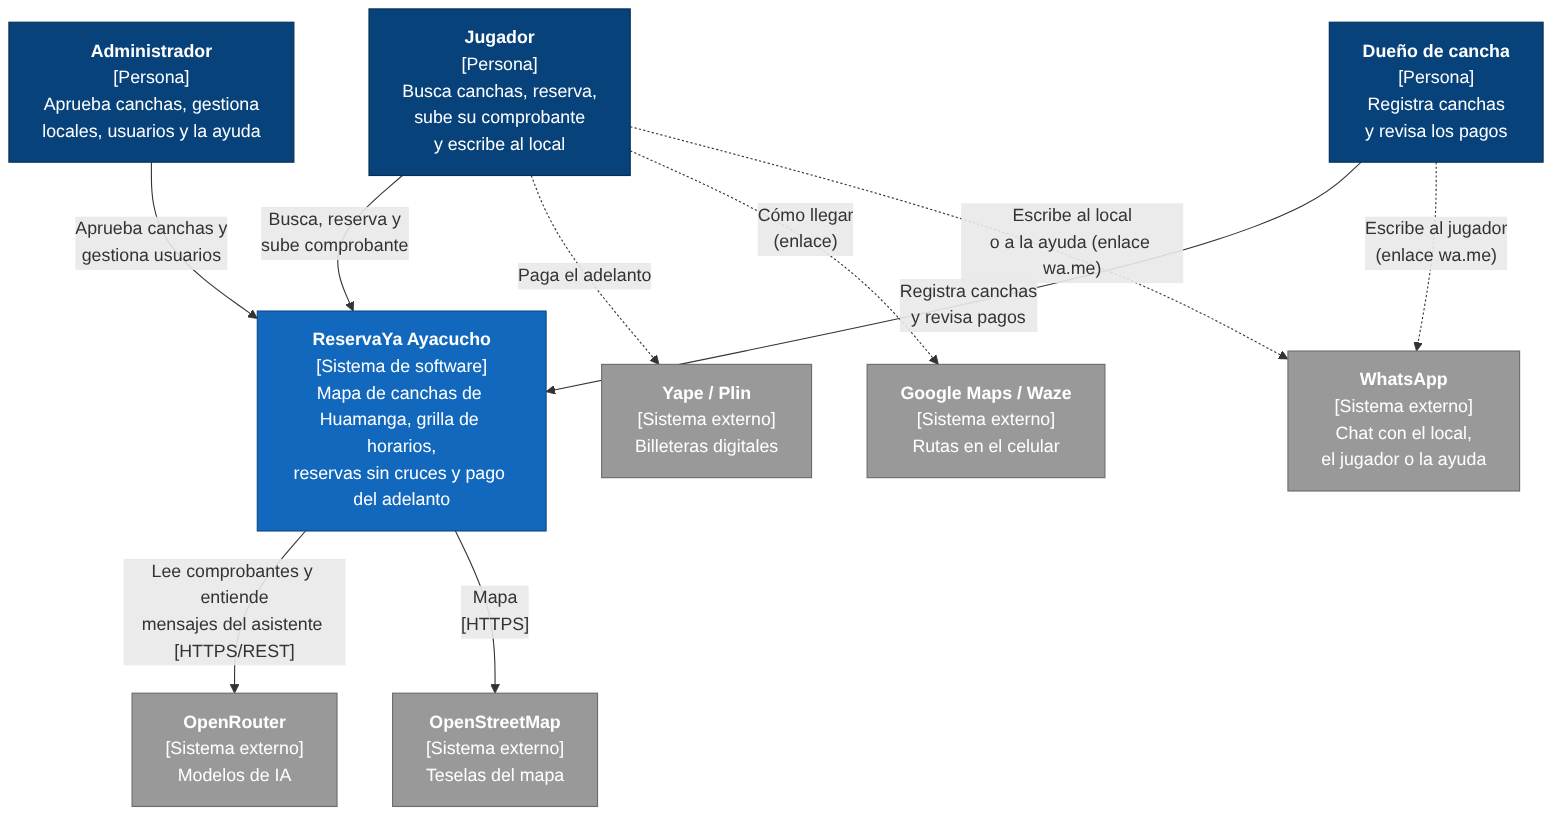 Administrador
[Persona]
Aprueba canchas, gestiona
locales, usuarios y la ayuda
Jugador
[Persona]
Busca canchas, reserva,
sube su comprobante
y escribe al local
Dueño de cancha
[Persona]
Registra canchas
y revisa los pagos
Aprueba canchas y
gestiona usuarios
Busca, reserva y
sube comprobante
Paga el adelanto
Cómo llegar
(enlace)
Escribe al local
o a la ayuda (enlace
wa.me)
Registra canchas
y revisa pagos
Escribe al jugador
(enlace wa.me)
ReservaYa Ayacucho
[Sistema de software]
Mapa de canchas de
Huamanga, grilla de
horarios,
reservas sin cruces y pago
del adelanto
Yape / Plin
[Sistema externo]
Billeteras digitales
Google Maps / Waze
[Sistema externo]
Rutas en el celular
WhatsApp
[Sistema externo]
Chat con el local,
el jugador o la ayuda
Lee comprobantes y
entiende
mensajes del asistente
[HTTPS/REST]
Mapa
[HTTPS]
OpenRouter
[Sistema externo]
Modelos de IA
OpenStreetMap
[Sistema externo]
Teselas del mapa